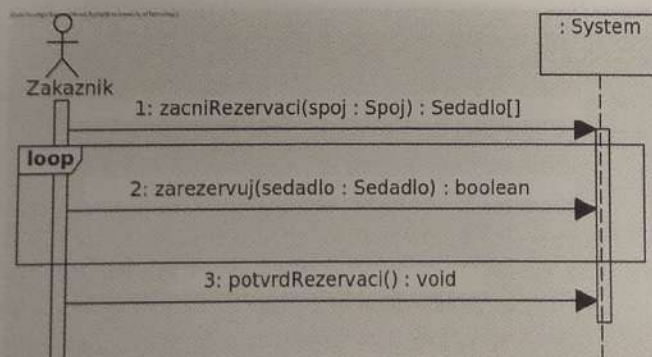 : System
Zakaznik
1: zacniRezervaci(spoj : Spoj) : Sedadlo[]
loop
2: zarezervuj(sedadlo : Sedadlo) : boolean
3: potvrdRezervaci() : void